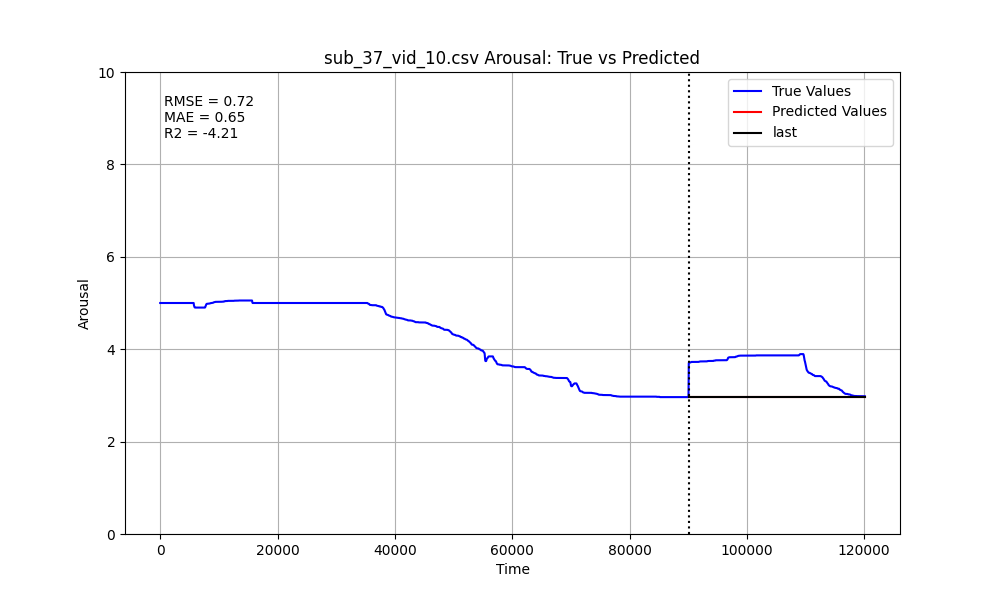 sub_37_vid_10.csv Arousal: True vs Predicted
RMSE = 0.72
MAE = 0.65
R2 = -4.21
True Values
Predicted Values
last
Arousal
10
8
6
4
2
0
0 20000 40000 60000 80000 100000 120000
Time